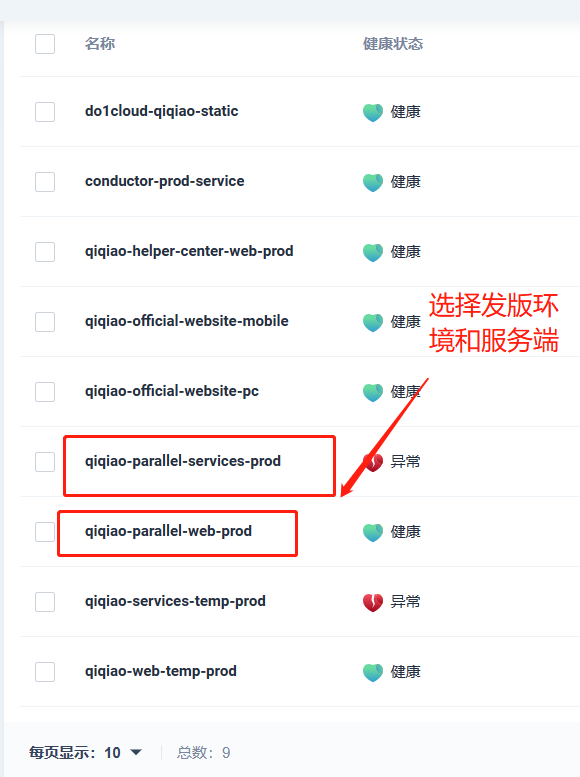 名称 健康状态
do1cloud-qiqiao-static 健康
conductor-prod-service 健康
qiqiao-helper-center-web-prod 健康
qiqiao-official-website-mobile 健康
选择发版环
境和服务端
qiqiao-official-website-pc 健康
qiqiao-parallel-services-prod 异常
qiqiao-parallel-web-prod 健康
qiqiao-services-temp-prod 异常
qiqiao-web-temp-prod 健康
每页显示: 10 总数: 9